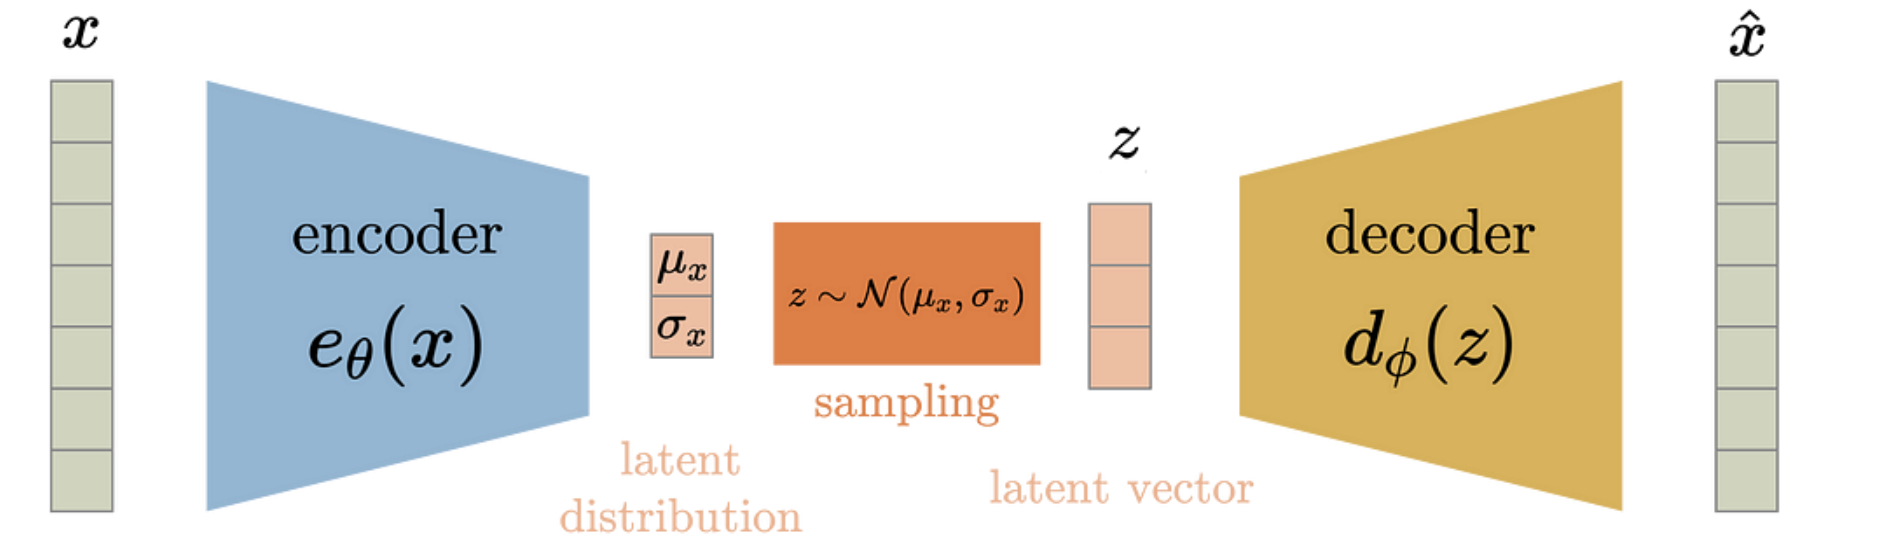 x
encoder
eθ(x)
μx
σx
latent
distribution
z ∼ 𝒩(μx, σx)
sampling
z
latent vector
decoder
dϕ(z)
x̂